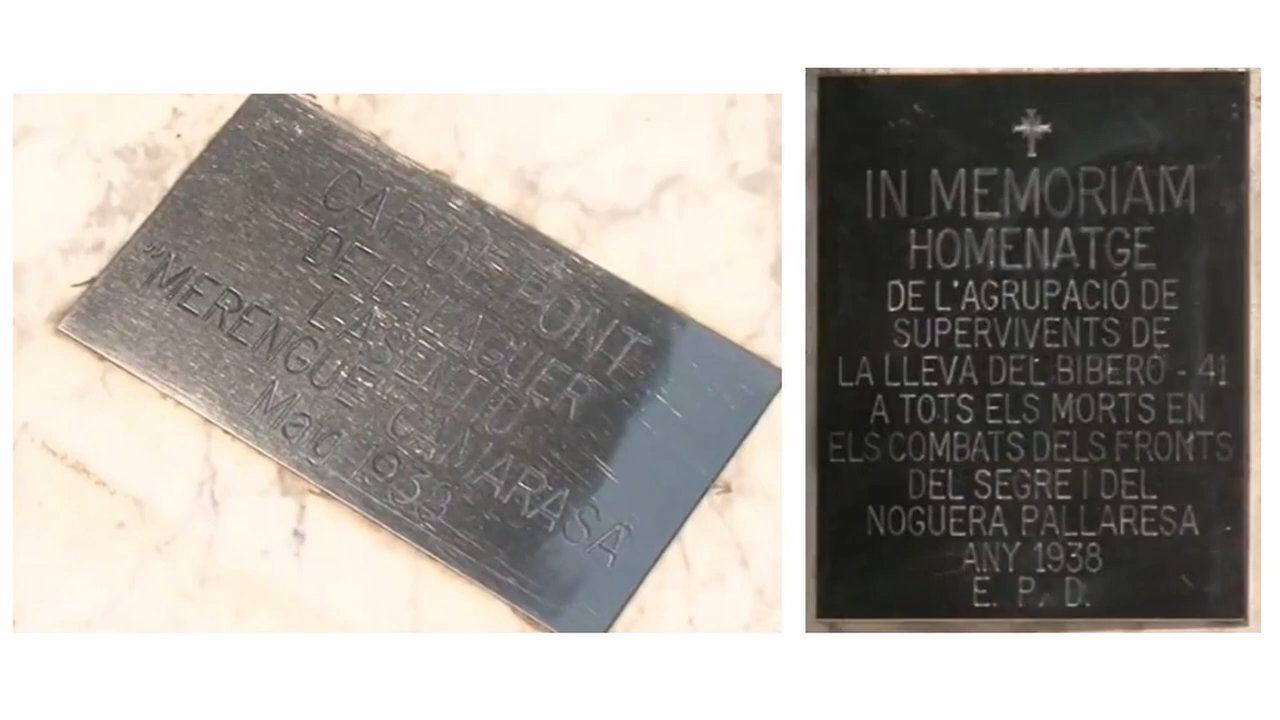 CAP DE PONT
DE BALAGUER
L'ASENTIU
"MERENGUE" CAMARASA
Maig 1938
IN MEMORIAM
HOMENATGE
DE L'AGRUPACIÓ DE
SUPERVIVENTS DE
LA LLEVA DEL BIBERÓ - 41
A TOTS ELS MORTS EN
ELS COMBATS DELS FRONTS
DEL SEGRE I DEL
NOGUERA PALLARESA
ANY 1938
E. P. D.